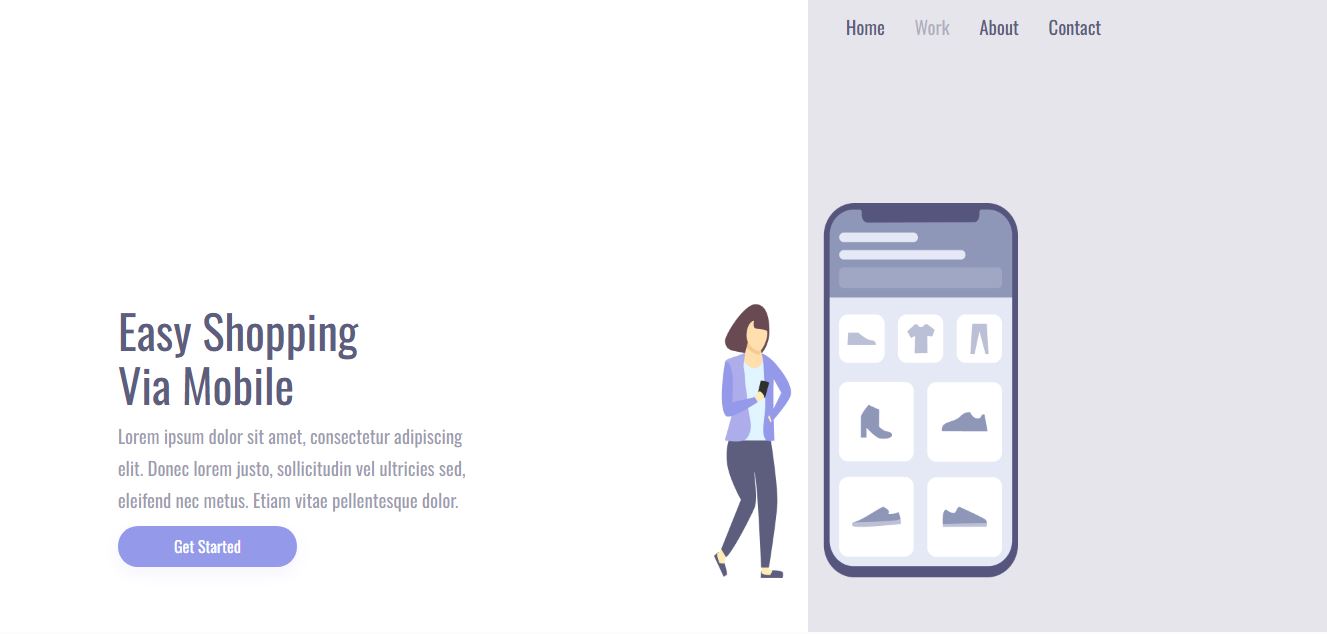 Home Work About Contact
Easy Shopping
Via Mobile
Lorem ipsum dolor sit amet, consectetur adipiscing
elit. Donec lorem justo, sollicitudin vel ultricies sed,
eleifend nec metus. Etiam vitae pellentesque dolor.
Get Started